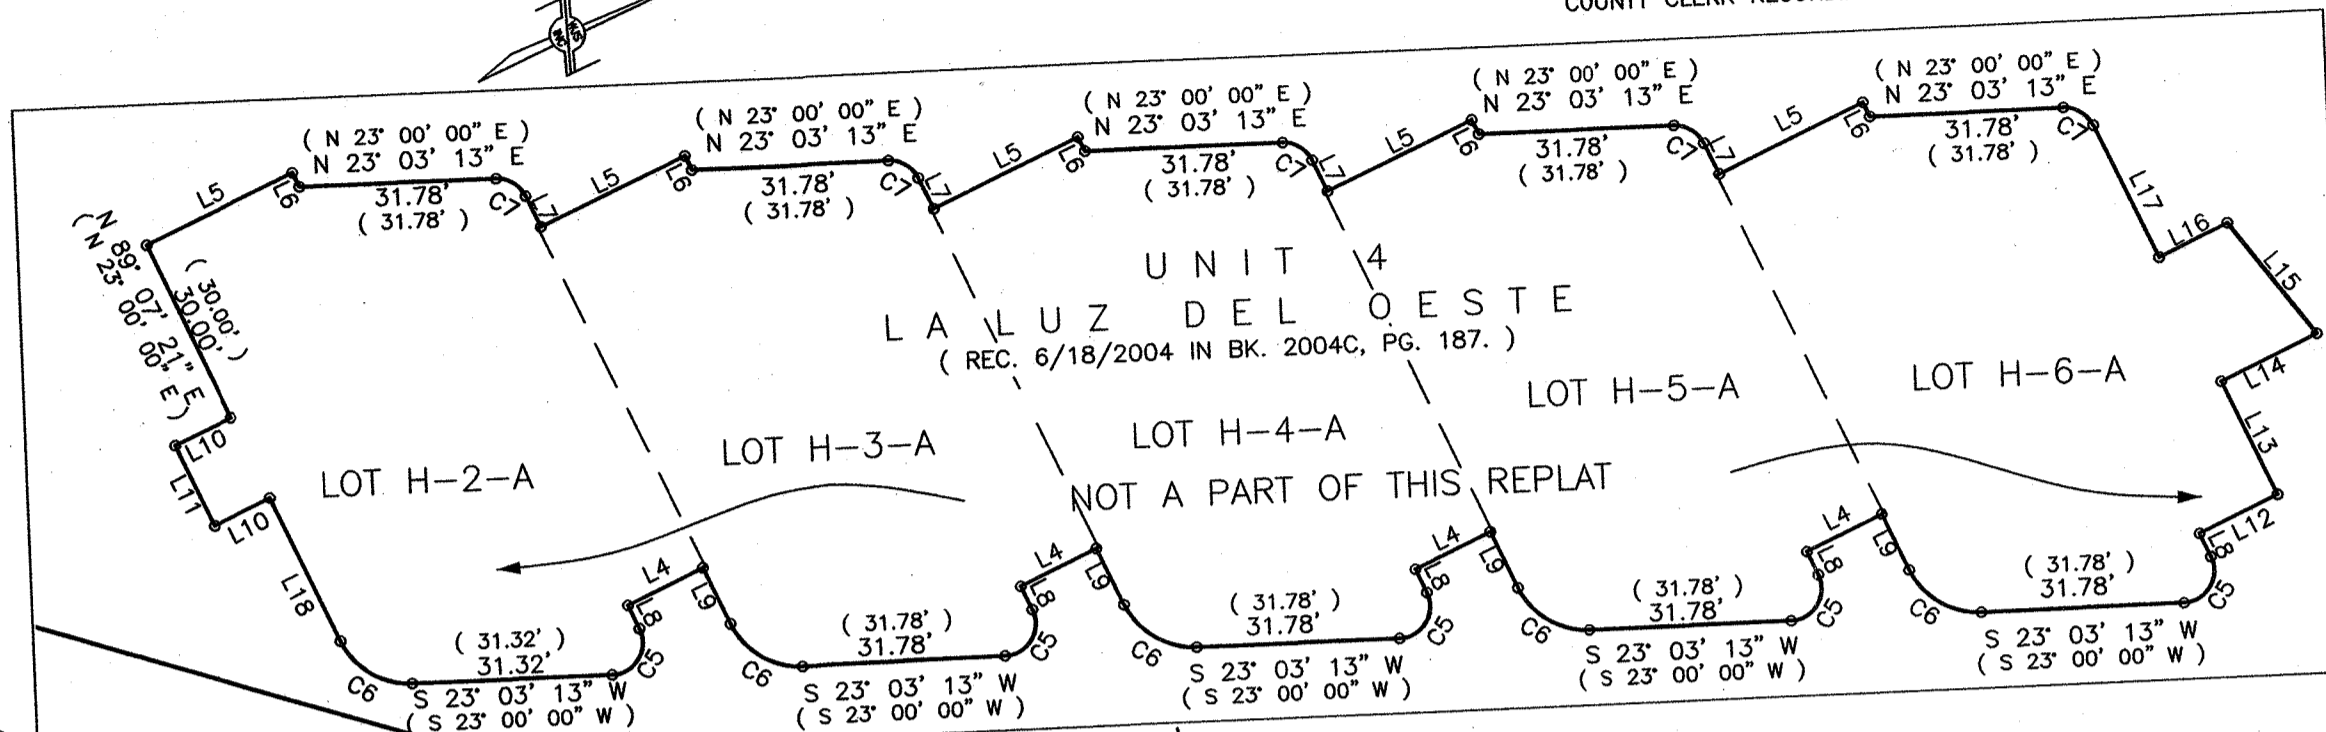 ( N 23° 00' 00" E )
N 23° 03' 13" E
31.78'
( 31.78' )
( N 23° 00' 00" E )
N 23° 03' 13" E
31.78'
( 31.78' )
( N 23° 00' 00" E )
N 23° 03' 13" E
31.78'
( 31.78' )
( N 23° 00' 00" E )
N 23° 03' 13" E
31.78'
( 31.78' )
( N 23° 00' 00" E )
N 23° 03' 13" E
31.78'
( 31.78' )
L5
L6
C7
L7
L5
L6
C7
L7
L5
L6
C7
L7
L5
L6
C7
L7
L5
L6
C7
L17
L16
L15
L14
L13
L12
N 89° 07' 21" E
( N 23° 00' 00" E )
( 30.00' )
30.00'
L10
L11
L10
L18
UNIT 4
LA LUZ DEL OESTE
( REC. 6/18/2004 IN BK. 2004C, PG. 187. )
LOT H-2-A
LOT H-3-A
LOT H-4-A
LOT H-5-A
LOT H-6-A
NOT A PART OF THIS REPLAT
C6
( 31.32' )
31.32'
S 23° 03' 13" W
( S 23° 00' 00" W )
C5
L8
L4
L9
C6
( 31.78' )
31.78'
S 23° 03' 13" W
( S 23° 00' 00" W )
C5
L8
L4
L9
C6
( 31.78' )
31.78'
S 23° 03' 13" W
( S 23° 00' 00" W )
C5
L8
L4
L9
C6
( 31.78' )
31.78'
S 23° 03' 13" W
( S 23° 00' 00" W )
C5
L8
L4
L9
C6
( 31.78' )
31.78'
S 23° 03' 13" W
( S 23° 00' 00" W )
C5
L8